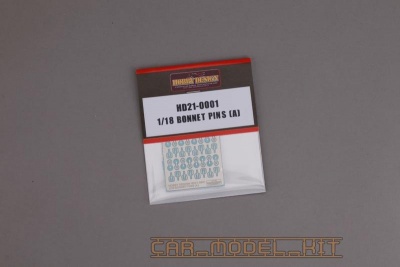 HOBBY DESIGN
HD21-0001
1/18 BONNET PINS (A)
CAR_MODEL_KIT